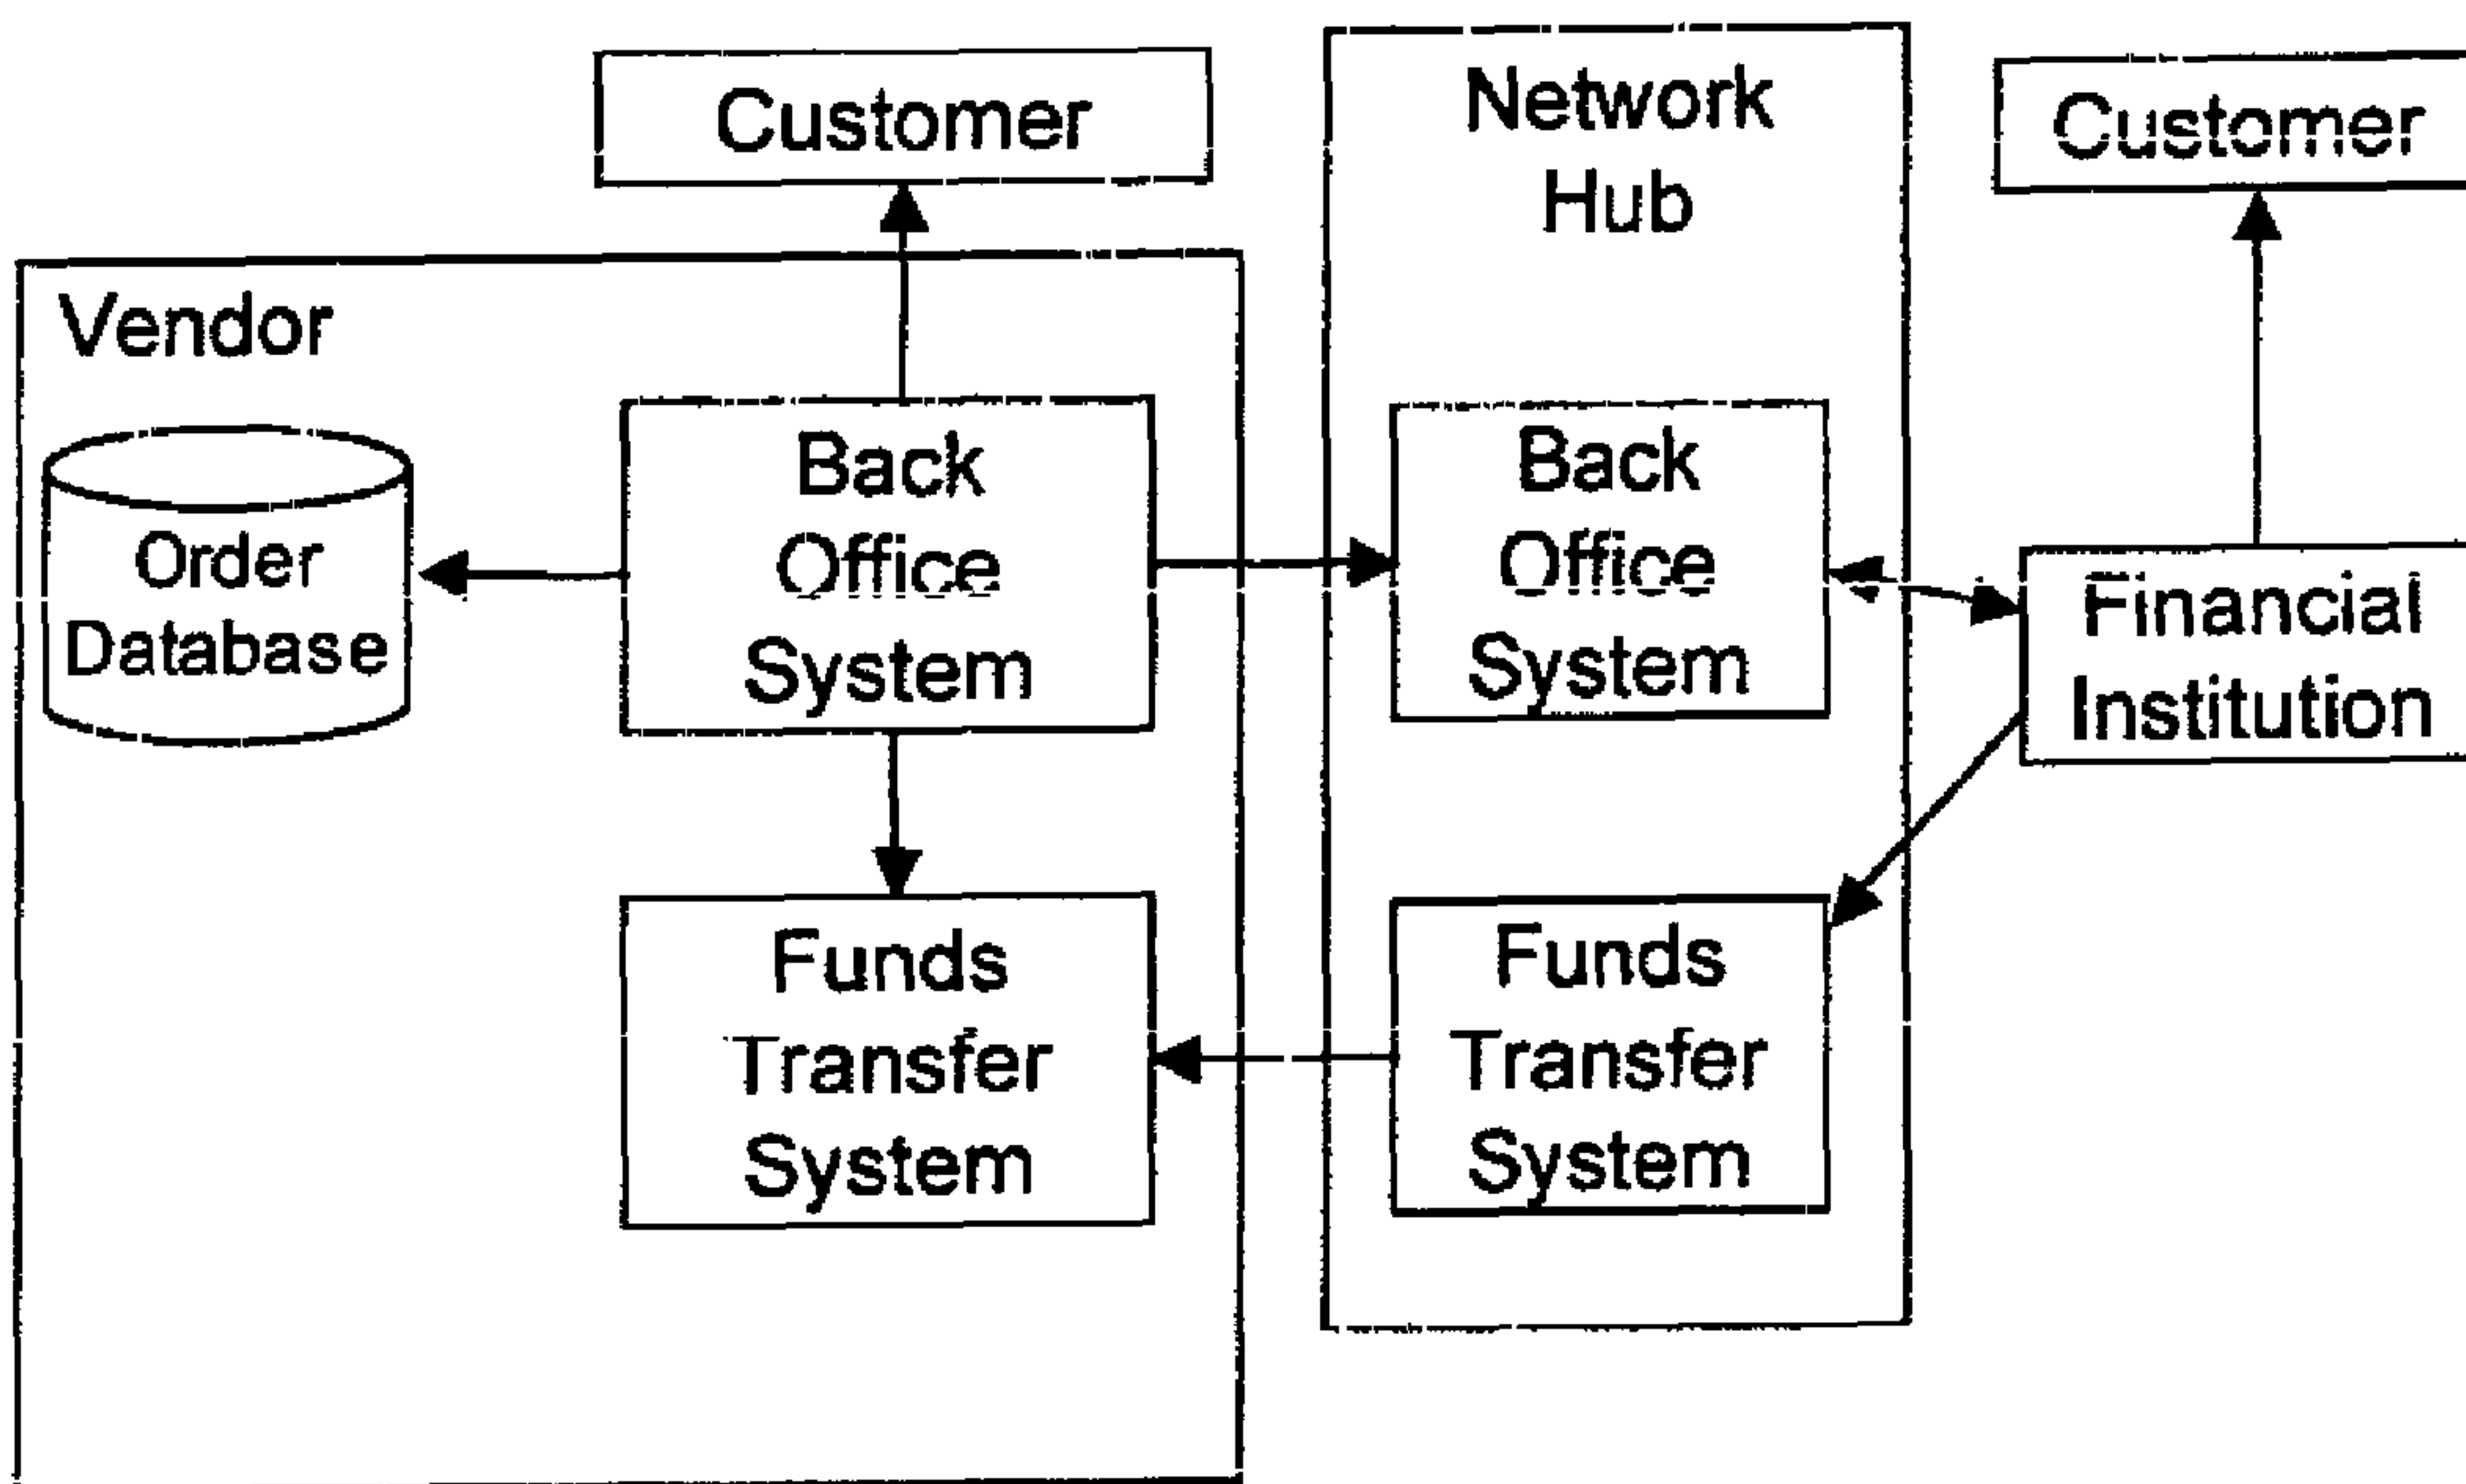 Customer
Network
Hub
Customer
Vendor
Order
Database
Back
Office
System
Back
Office
System
Financial
Institution
Funds
Transfer
System
Funds
Transfer
System